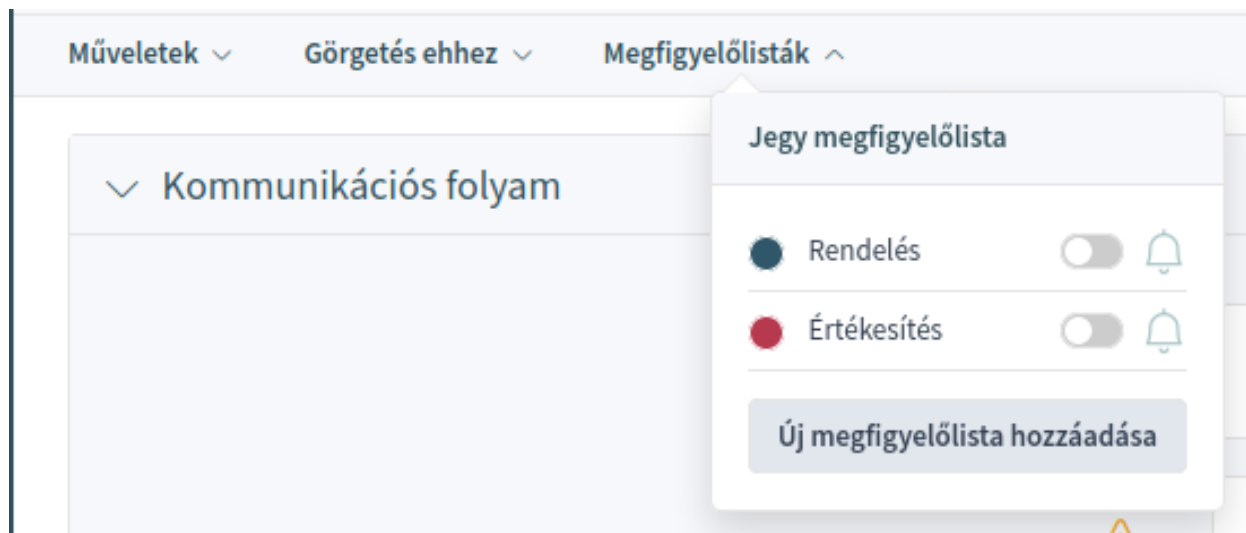 Műveletek Görgetés ehhez Megfigyelőlisták
Jegy megfigyelőlista
Kommunikációs folyam
Rendelés
Értékesítés
Új megfigyelőlista hozzáadása